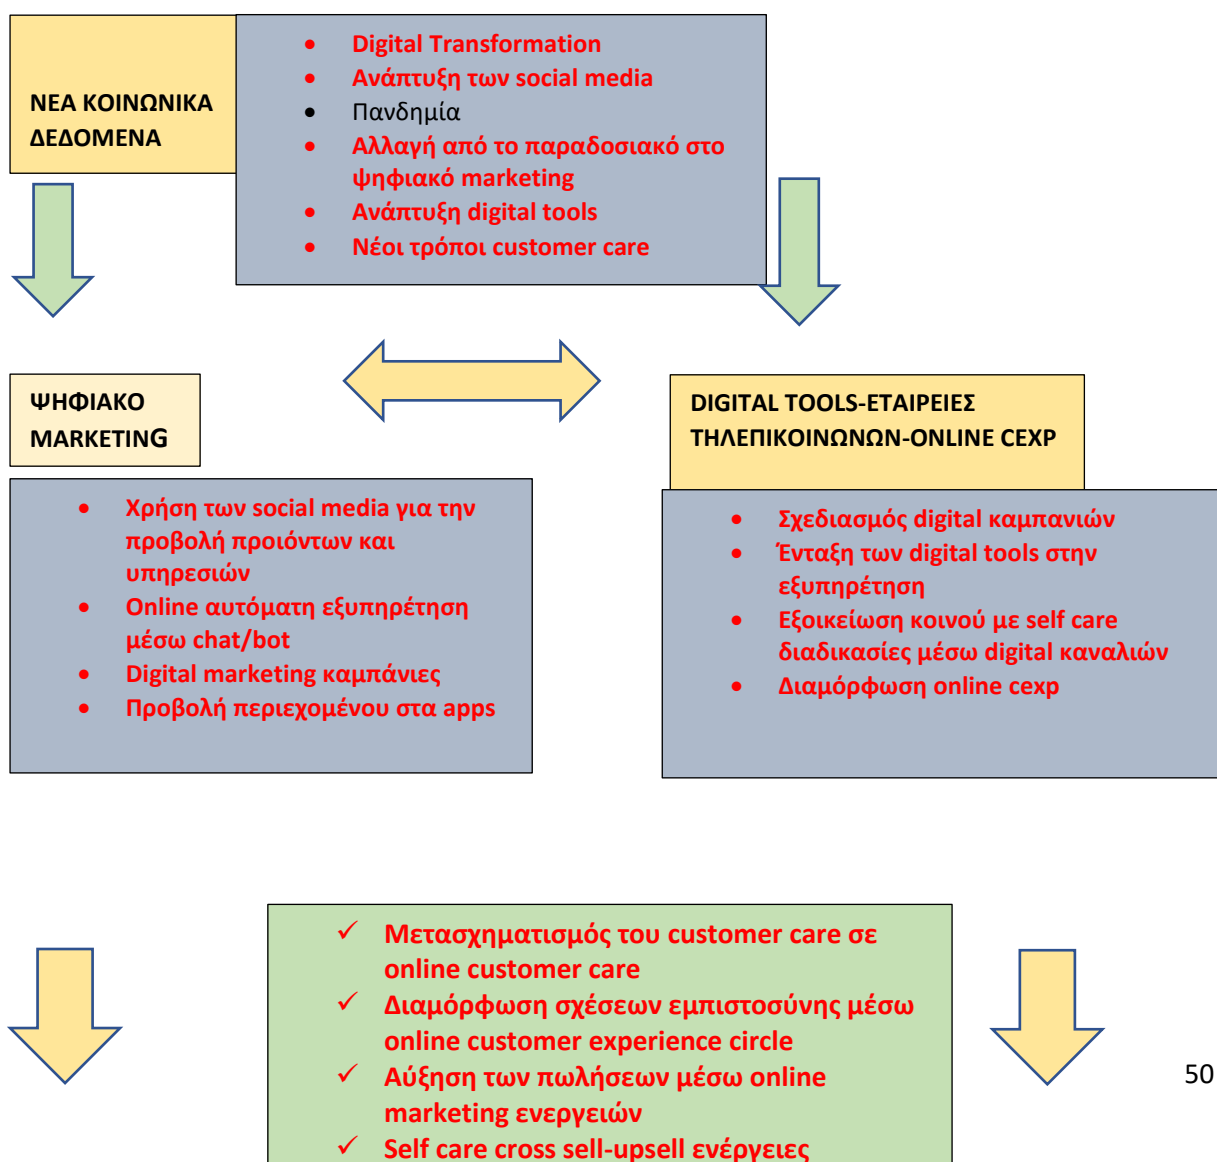 ΝΕΑ ΚΟΙΝΩΝΙΚΑ
ΔΕΔΟΜΕΝΑ
• Digital Transformation
• Ανάπτυξη των social media
• Πανδημία
• Αλλαγή από το παραδοσιακό στο
ψηφιακό marketing
• Ανάπτυξη digital tools
• Νέοι τρόποι customer care
ΨΗΦΙΑΚΟ
MARKETING
• Χρήση των social media για την
προβολή προιόντων και
υπηρεσιών
• Online αυτόματη εξυπηρέτηση
μέσω chat/bot
• Digital marketing καμπάνιες
• Προβολή περιεχομένου στα apps
DIGITAL TOOLS-ΕΤΑΙΡΕΙΕΣ
ΤΗΛΕΠΙΚΟΙΝΩΝΩΝ-ONLINE CEXP
• Σχεδιασμός digital καμπανιών
• Ένταξη των digital tools στην
εξυπηρέτηση
• Εξοικείωση κοινού με self care
διαδικασίες μέσω digital καναλιών
• Διαμόρφωση online cexp
✓ Μετασχηματισμός του customer care σε
online customer care
✓ Διαμόρφωση σχέσεων εμπιστοσύνης μέσω
online customer experience circle
✓ Αύξηση των πωλήσεων μέσω online
marketing ενεργειών
✓ Self care cross sell-upsell ενέργειες
50